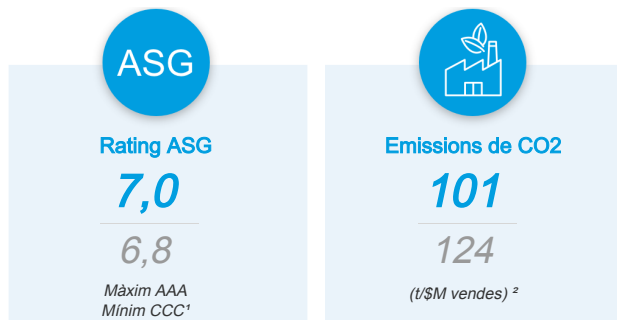 ASG
Rating ASG
7,0
6,8
Màxim AAA
Mínim CCC¹
Emissions de CO2
101
124
(t/$M vendes) ²